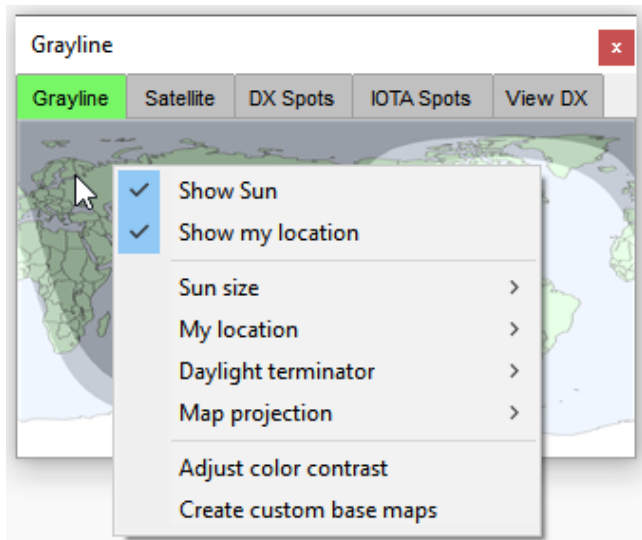 Grayline
x
Grayline Satellite DX Spots IOTA Spots View DX
Show Sun
Show my location
Sun size
My location
Daylight terminator
Map projection
Adjust color contrast
Create custom base maps